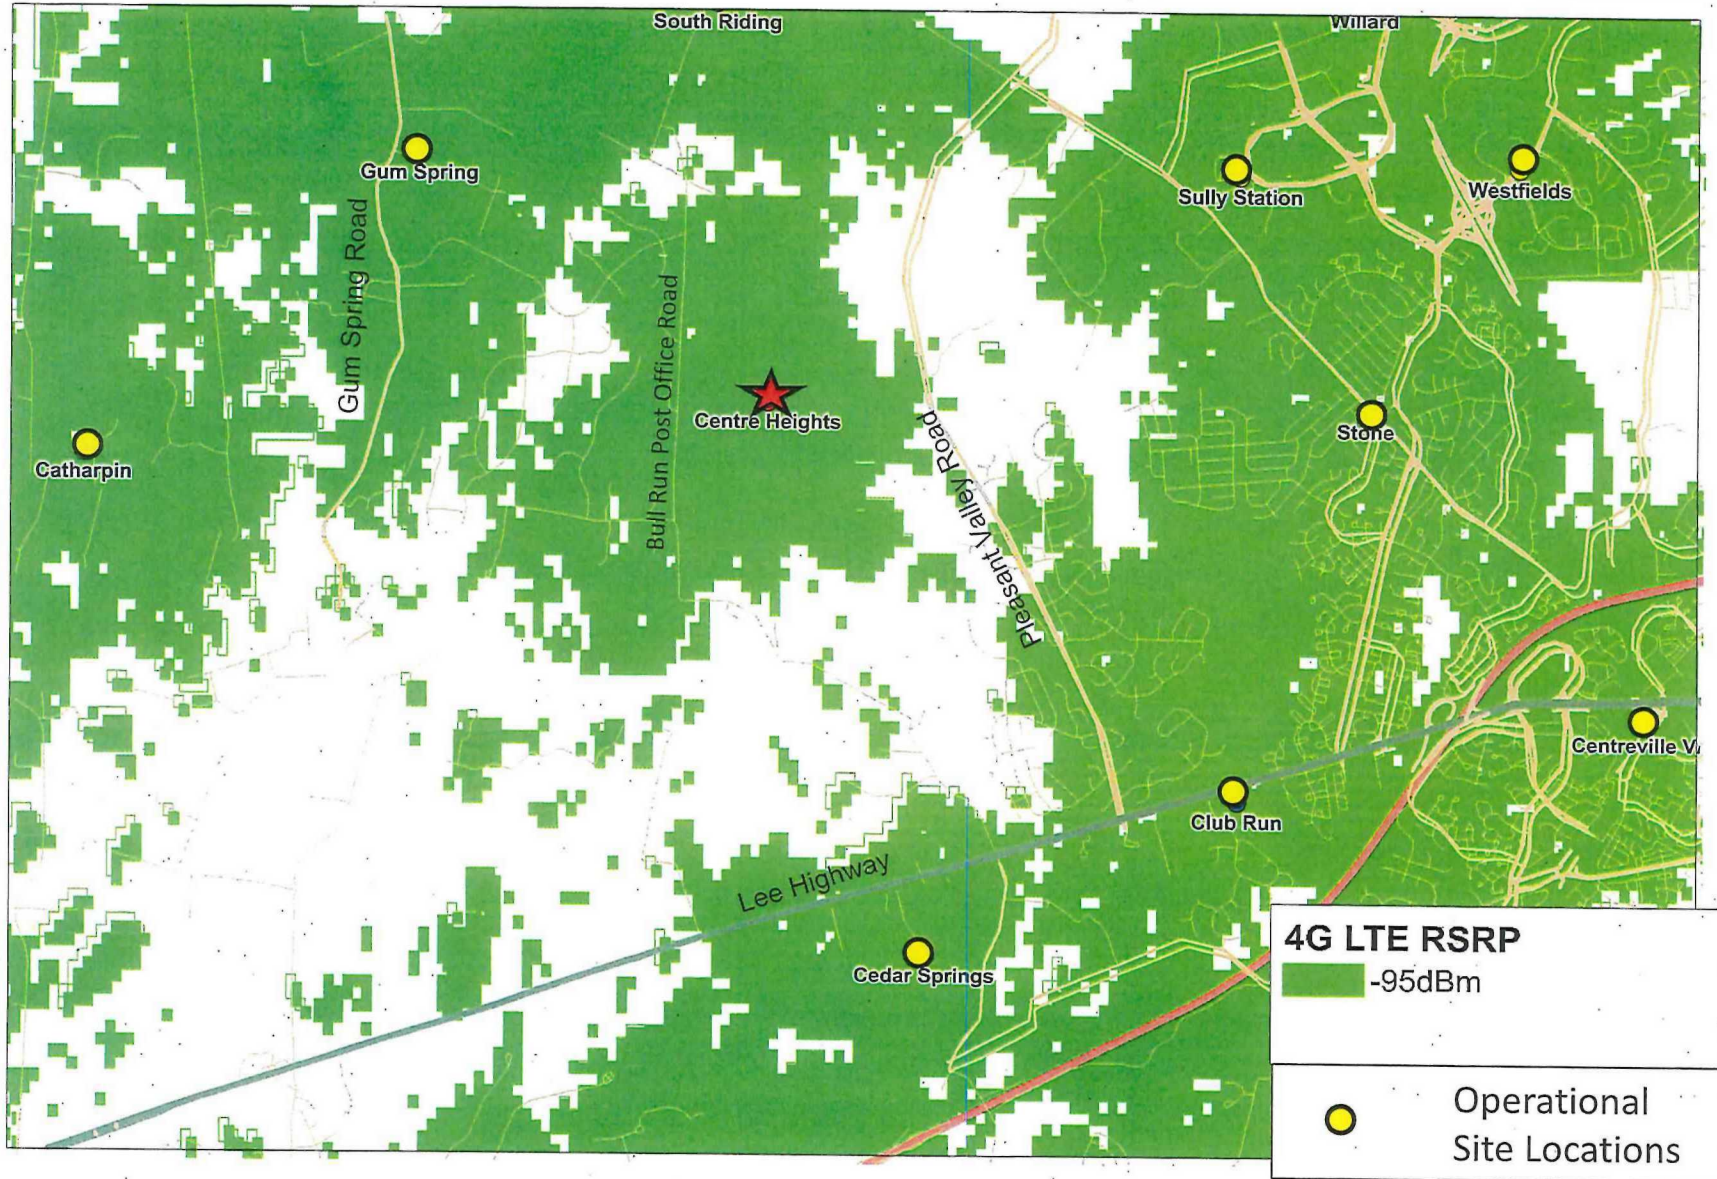 South Riding
Willard
Gum Spring
Sully Station
Westfields
Gum Spring Road
Bull Run Post Office Road
Centre Heights
Pleasant Valley Road
Stone
Catharpin
Centreville
Club Run
Lee Highway
Cedar Springs
4G LTE RSRP
-95dBm
Operational
Site Locations